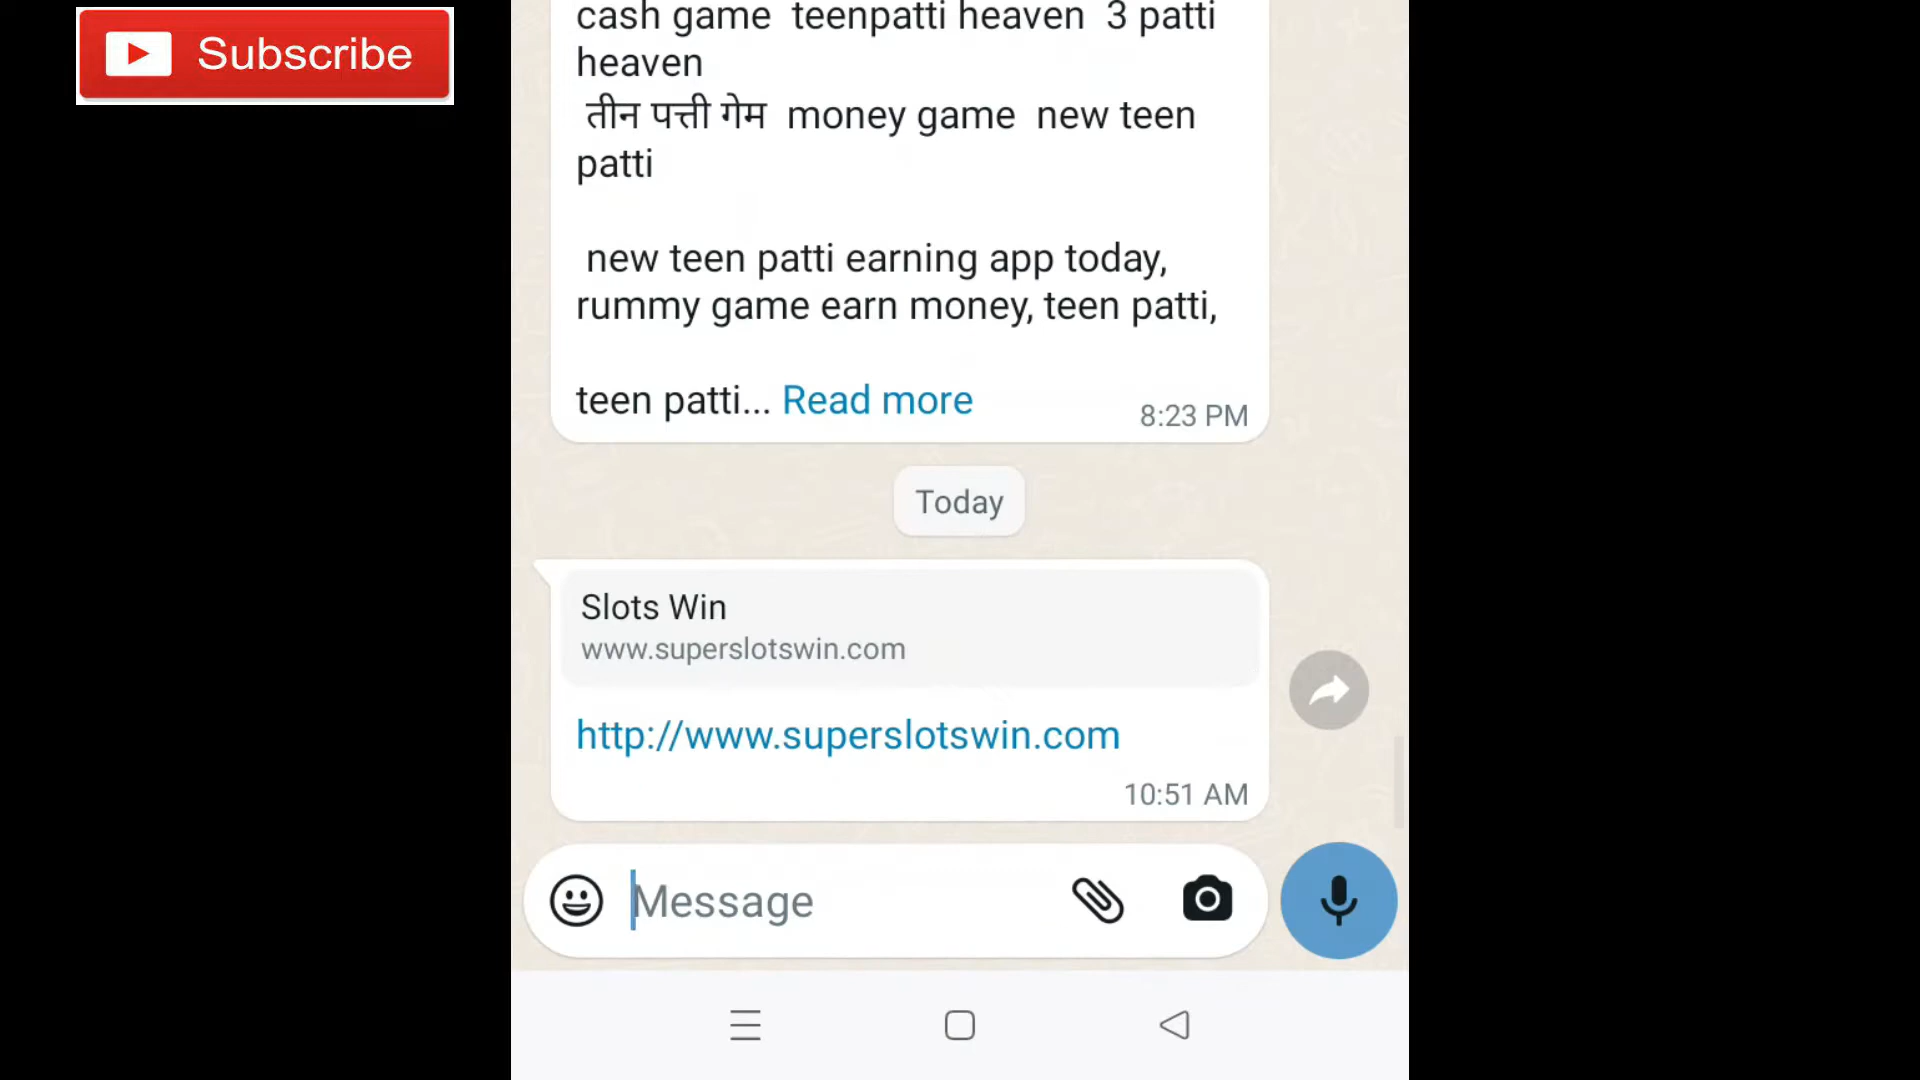 Subscribe
cash game  teenpatti heaven  3 patti
heaven
तीन पत्ती गेम  money game  new teen
patti
new teen patti earning app today,
rummy game earn money, teen patti,
teen patti... Read more
8:23 PM
Today
Slots Win
www.superslotswin.com
http://www.superslotswin.com
10:51 AM
Message